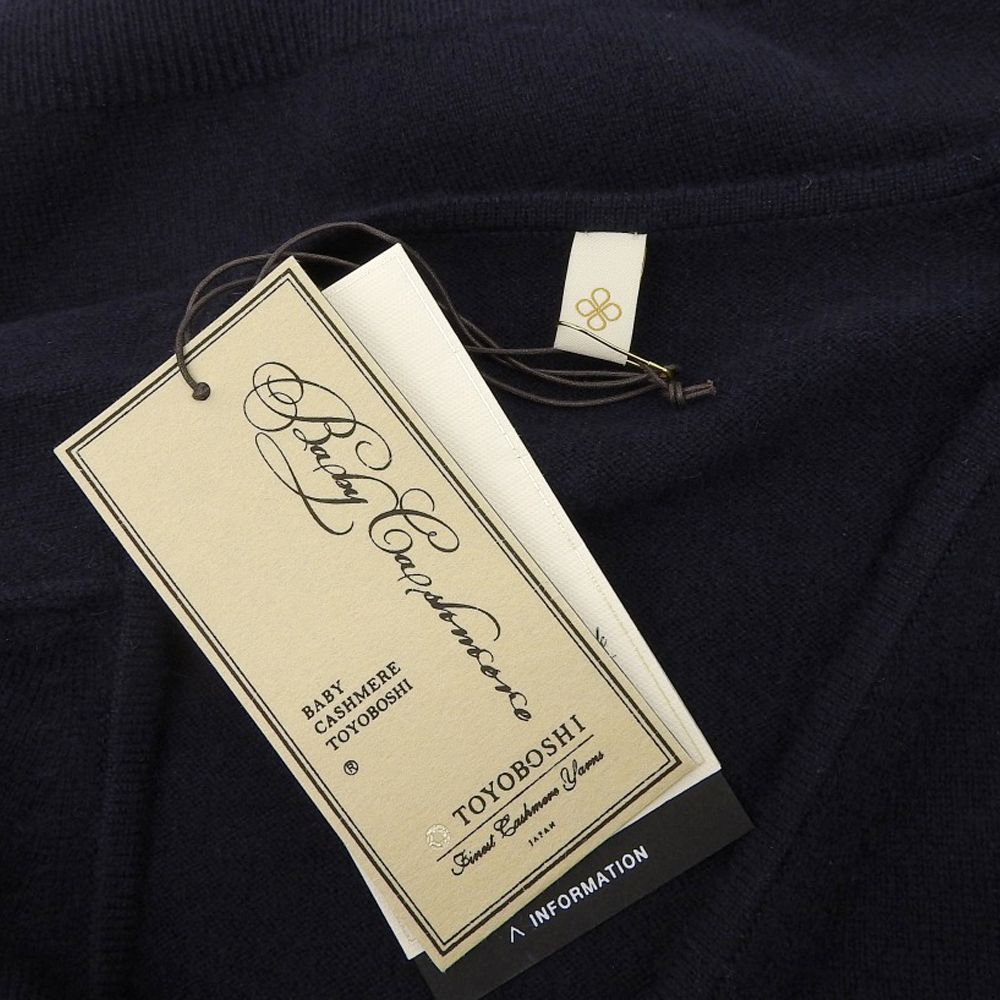 Baby Cashmere
BABY
CASHMERE
TOYOBOSHI
®
TOYOBOSHI
Finest Cashmere Yarns
JAPAN
INFORMATION